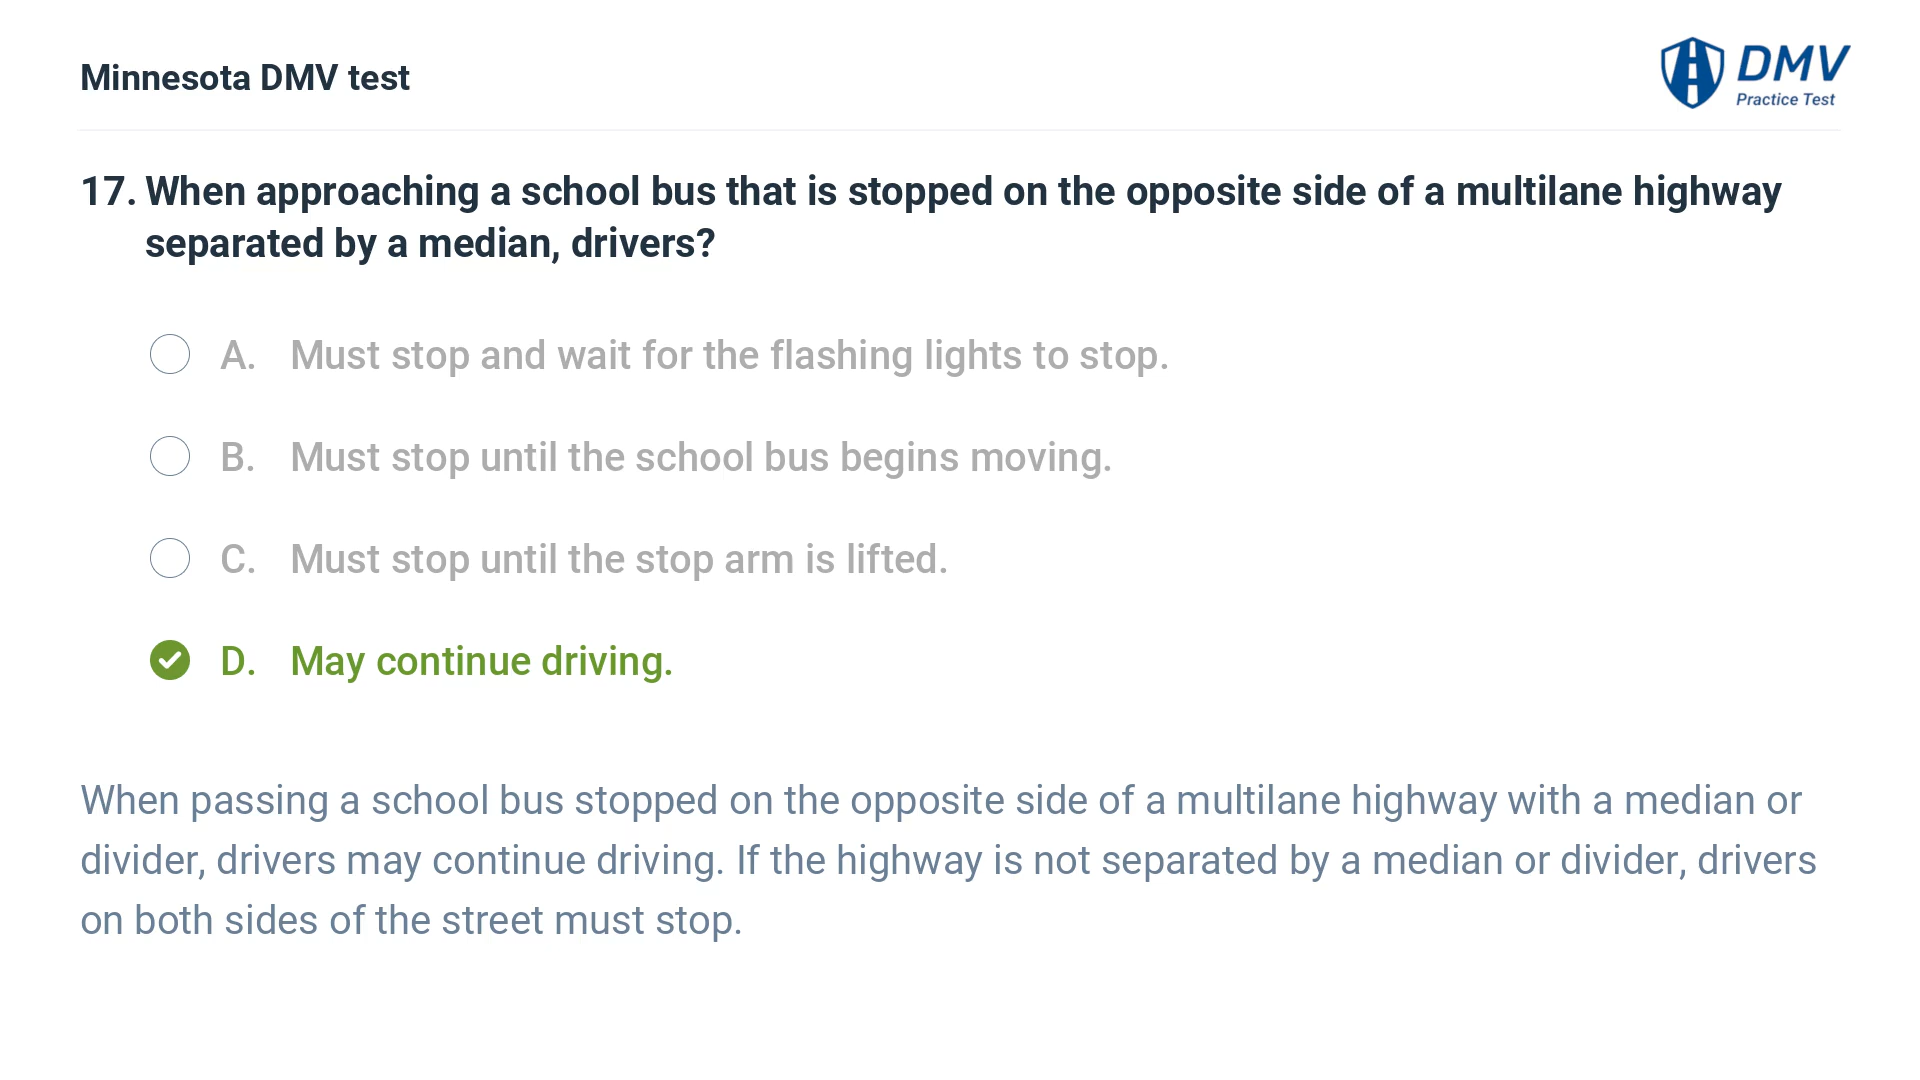 Minnesota DMV test
DMV
Practice Test
17. When approaching a school bus that is stopped on the opposite side of a multilane highway
separated by a median, drivers?
A. Must stop and wait for the flashing lights to stop.
B. Must stop until the school bus begins moving.
C. Must stop until the stop arm is lifted.
D. May continue driving.
When passing a school bus stopped on the opposite side of a multilane highway with a median or
divider, drivers may continue driving. If the highway is not separated by a median or divider, drivers
on both sides of the street must stop.